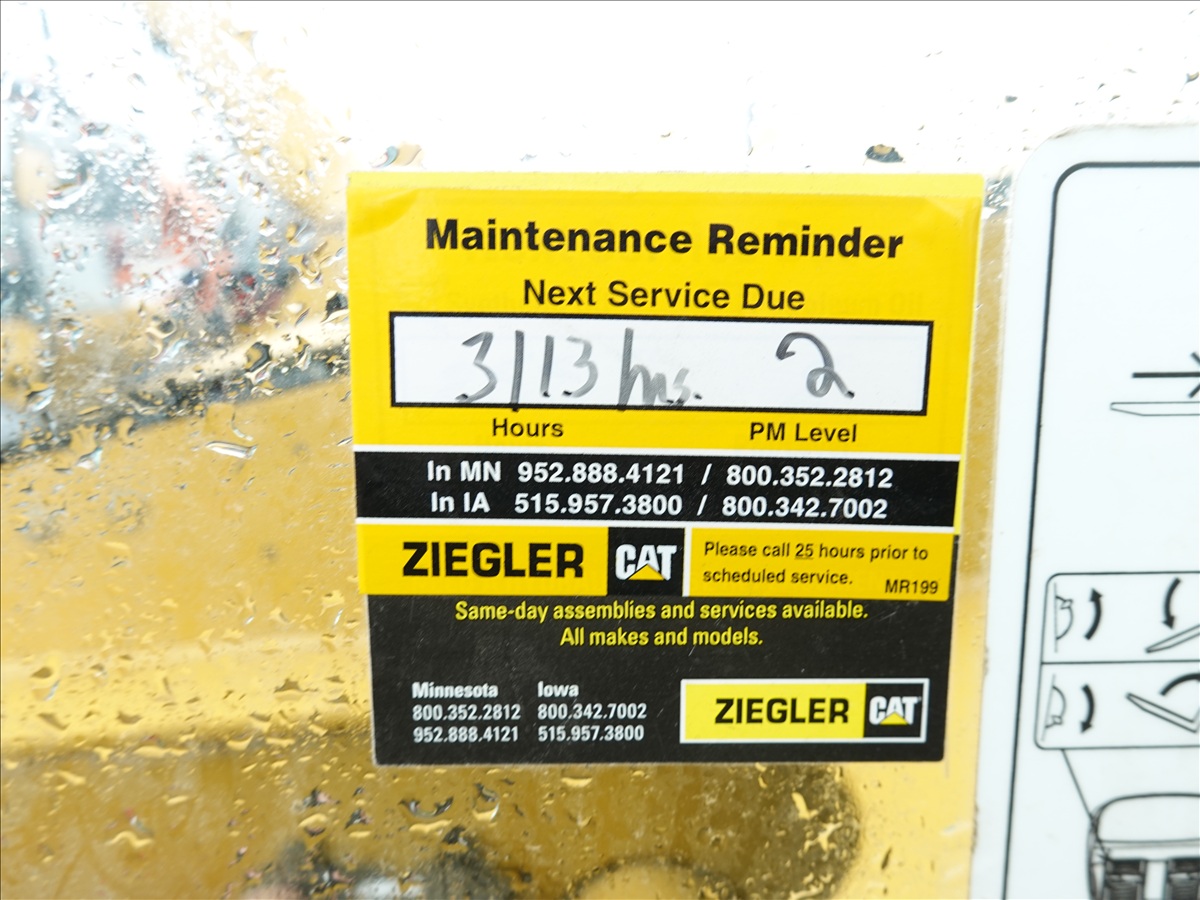 Maintenance Reminder
Next Service Due
3113 hrs. 2
Hours PM Level
In MN 952.888.4121 / 800.352.2812
In IA 515.957.3800 / 800.342.7002
ZIEGLER CAT
Please call 25 hours prior to
scheduled service. MR199
Same-day assemblies and services available.
All makes and models.
Minnesota Iowa
800.352.2812 800.342.7002
952.888.4121 515.957.3800
ZIEGLER CAT